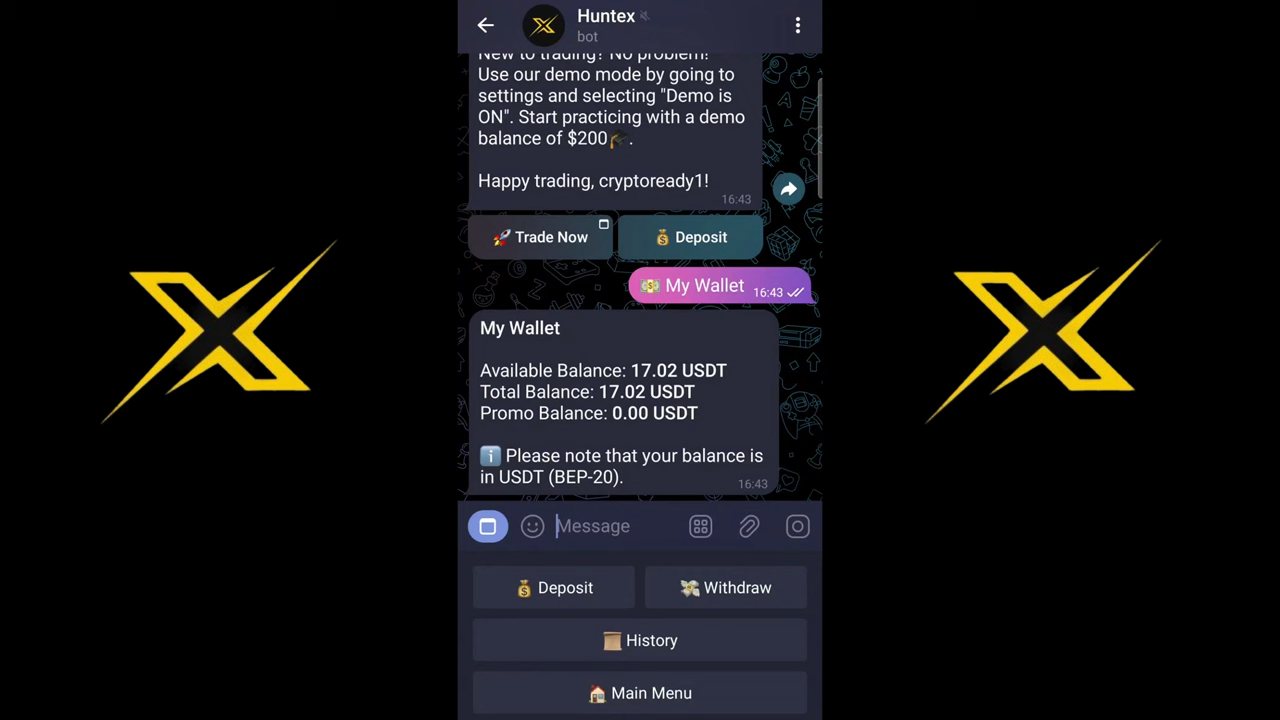 Huntex
bot
New to trading? No problem!
Use our demo mode by going to
settings and selecting "Demo is
ON". Start practicing with a demo
balance of $200🎓.
Happy trading, cryptoready1!
16:43
🚀 Trade Now
💰 Deposit
💵 My Wallet 16:43
My Wallet
Available Balance: 17.02 USDT
Total Balance: 17.02 USDT
Promo Balance: 0.00 USDT
ℹ️ Please note that your balance is
in USDT (BEP-20).
16:43
Message
💰 Deposit
💸 Withdraw
📜 History
🏠 Main Menu